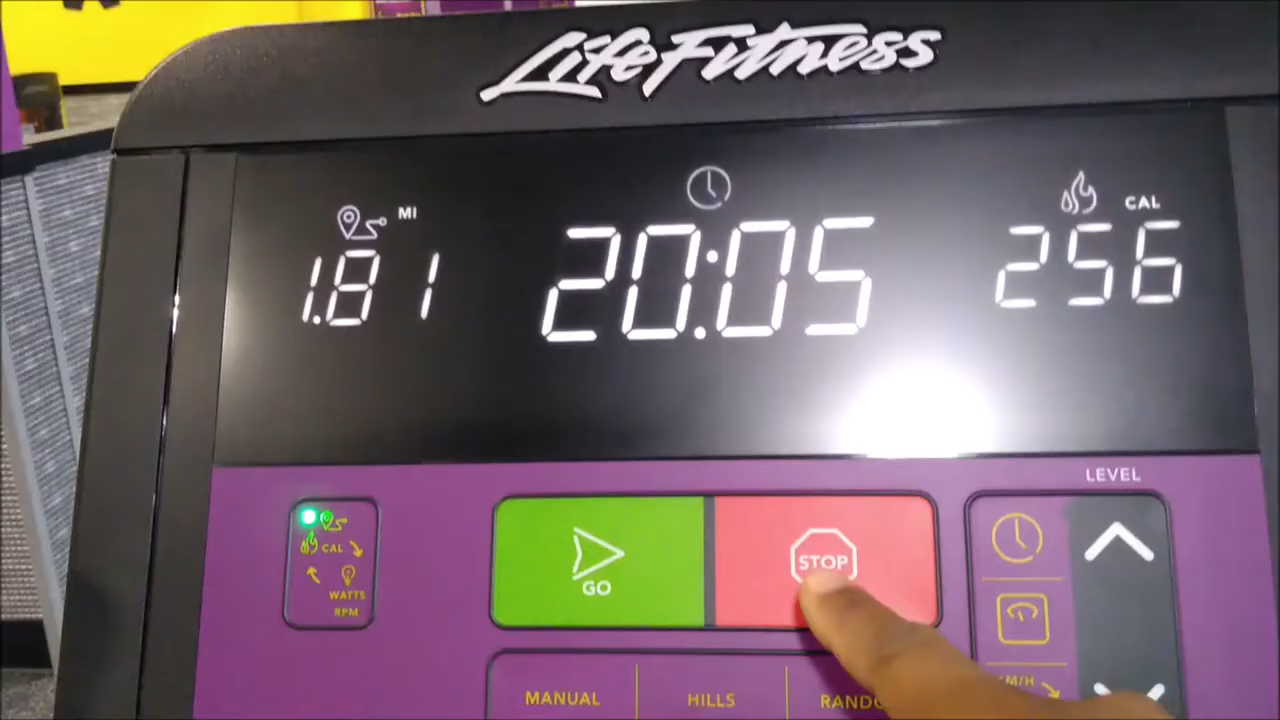 LifeFitness
MI
CAL
1.81
20:05
256
LEVEL
GO
STOP
CAL
WATTS
RPM
MANUAL
HILLS